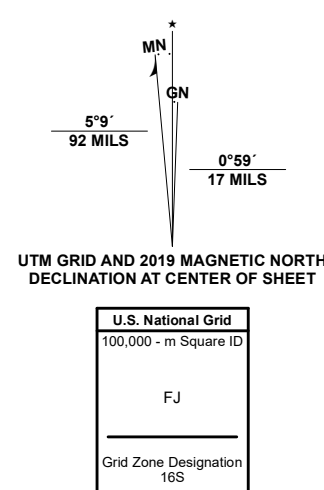 ★
MN
GN
5°9´
92 MILS
0°59´
17 MILS
UTM GRID AND 2019 MAGNETIC NORTH
DECLINATION AT CENTER OF SHEET
U.S. National Grid
100,000 - m Square ID
FJ
Grid Zone Designation
16S